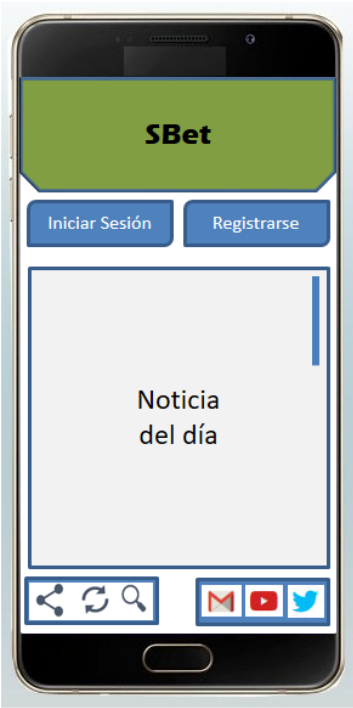 SBet
Iniciar Sesión
Registrarse
Noticia
del día